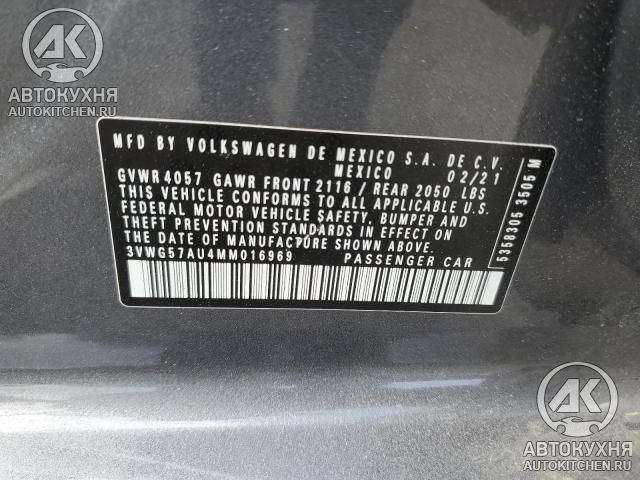 AK
АВТОКУХНЯ
AUTOKITCHEN.RU
MFD BY VOLKSWAGEN DE MEXICO S.A. DE C.V.
MEXICO 02/21
GVWR 4057 GAWR FRONT 2116 / REAR 2050 LBS
THIS VEHICLE CONFORMS TO ALL APPLICABLE U.S.
FEDERAL MOTOR VEHICLE SAFETY, BUMPER AND
THEFT PREVENTION STANDARDS IN EFFECT ON
THE DATE OF MANUFACTURE SHOWN ABOVE.
3VWG57AU4MM016969 PASSENGER CAR
5358305 3505 M
AK
АВТОКУХНЯ
AUTOKITCHEN.RU